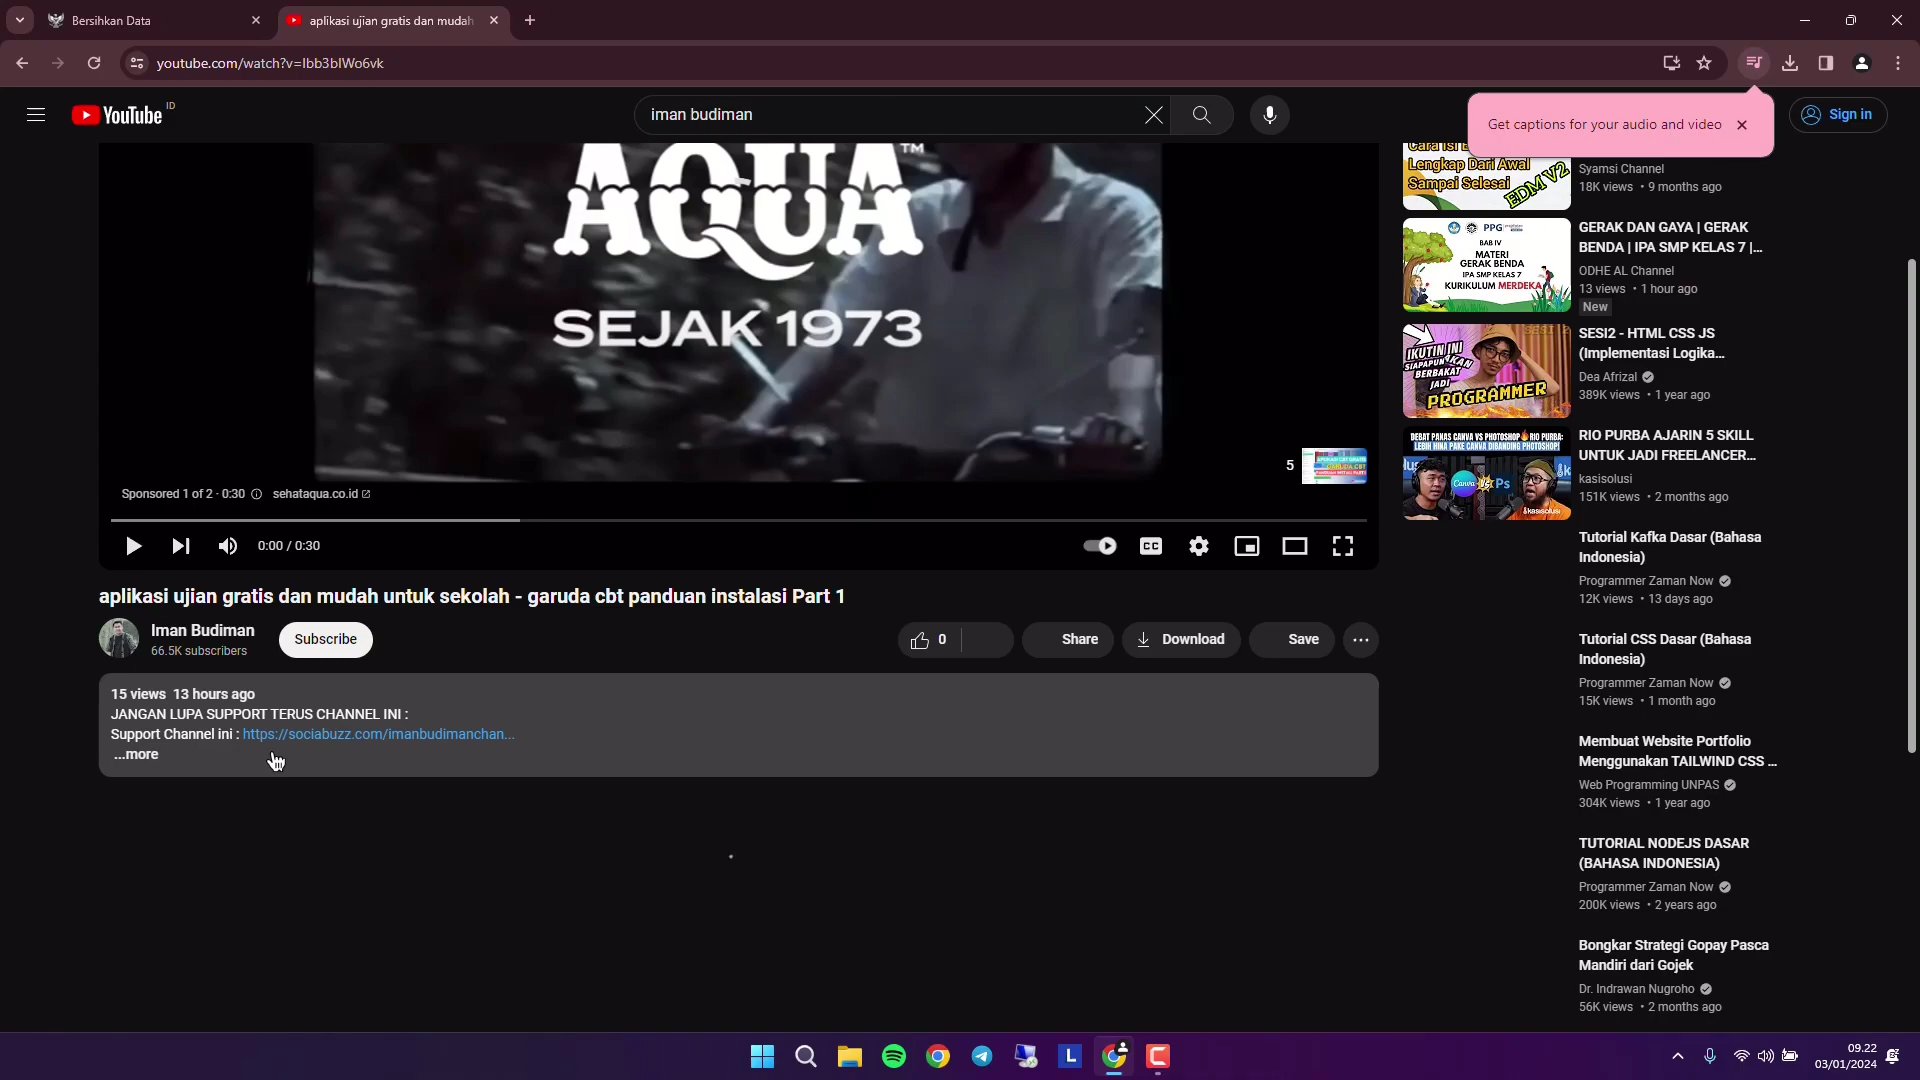 Bersihkan Data
aplikasi ujian gratis dan mudah
youtube.com/watch?v=Ibb3bIWo6vk
YouTube ID
iman budiman
Get captions for your audio and video
Sign in
AQUA™
SEJAK 1973
5
Sponsored 1 of 2 · 0:30
sehataqua.co.id
0:00 / 0:30
CC
aplikasi ujian gratis dan mudah untuk sekolah - garuda cbt panduan instalasi Part 1
Iman Budiman
66.5K subscribers
Subscribe
0
Share
Download
Save
15 views 13 hours ago
JANGAN LUPA SUPPORT TERUS CHANNEL INI :
Support Channel ini : https://sociabuzz.com/imanbudimanchan...
...more
Lengkap Dari Awal
Sampai Selesai
EDM V2
Syamsi Channel
18K views • 9 months ago
PPG
BAB IV
MATERI
GERAK BENDA
IPA SMP KELAS 7
KURIKULUM MERDEKA
GERAK DAN GAYA | GERAK
BENDA | IPA SMP KELAS 7 |...
ODHE AL Channel
13 views • 1 hour ago
New
SESI 2
IKUTIN INI
SIAPAPUN AKAN
BERBAKAT
JADI
PROGRAMMER
SESI2 - HTML CSS JS
(Implementasi Logika...
Dea Afrizal
389K views • 1 year ago
DEBAT PANAS CANVA VS PHOTOSHOP RIO PURBA:
LEBIH HINA PAKE CANVA DIBANDING PHOTOSHOP!
Canva
Ps
kasisolusi
RIO PURBA AJARIN 5 SKILL
UNTUK JADI FREELANCER...
kasisolusi
151K views • 2 months ago
Tutorial Kafka Dasar (Bahasa
Indonesia)
Programmer Zaman Now
12K views • 13 days ago
Tutorial CSS Dasar (Bahasa
Indonesia)
Programmer Zaman Now
15K views • 1 month ago
Membuat Website Portfolio
Menggunakan TAILWIND CSS ...
Web Programming UNPAS
304K views • 1 year ago
TUTORIAL NODEJS DASAR
(BAHASA INDONESIA)
Programmer Zaman Now
200K views • 2 years ago
Bongkar Strategi Gopay Pasca
Mandiri dari Gojek
Dr. Indrawan Nugroho
56K views • 2 months ago
L
09.22
03/01/2024